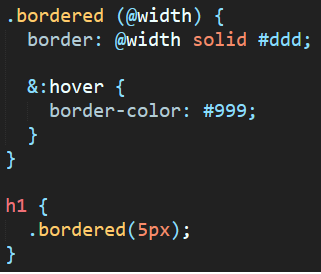 .bordered (@width) {
  border: @width solid #ddd;

  &:hover {
    border-color: #999;
  }
}

h1 {
  .bordered(5px);
}